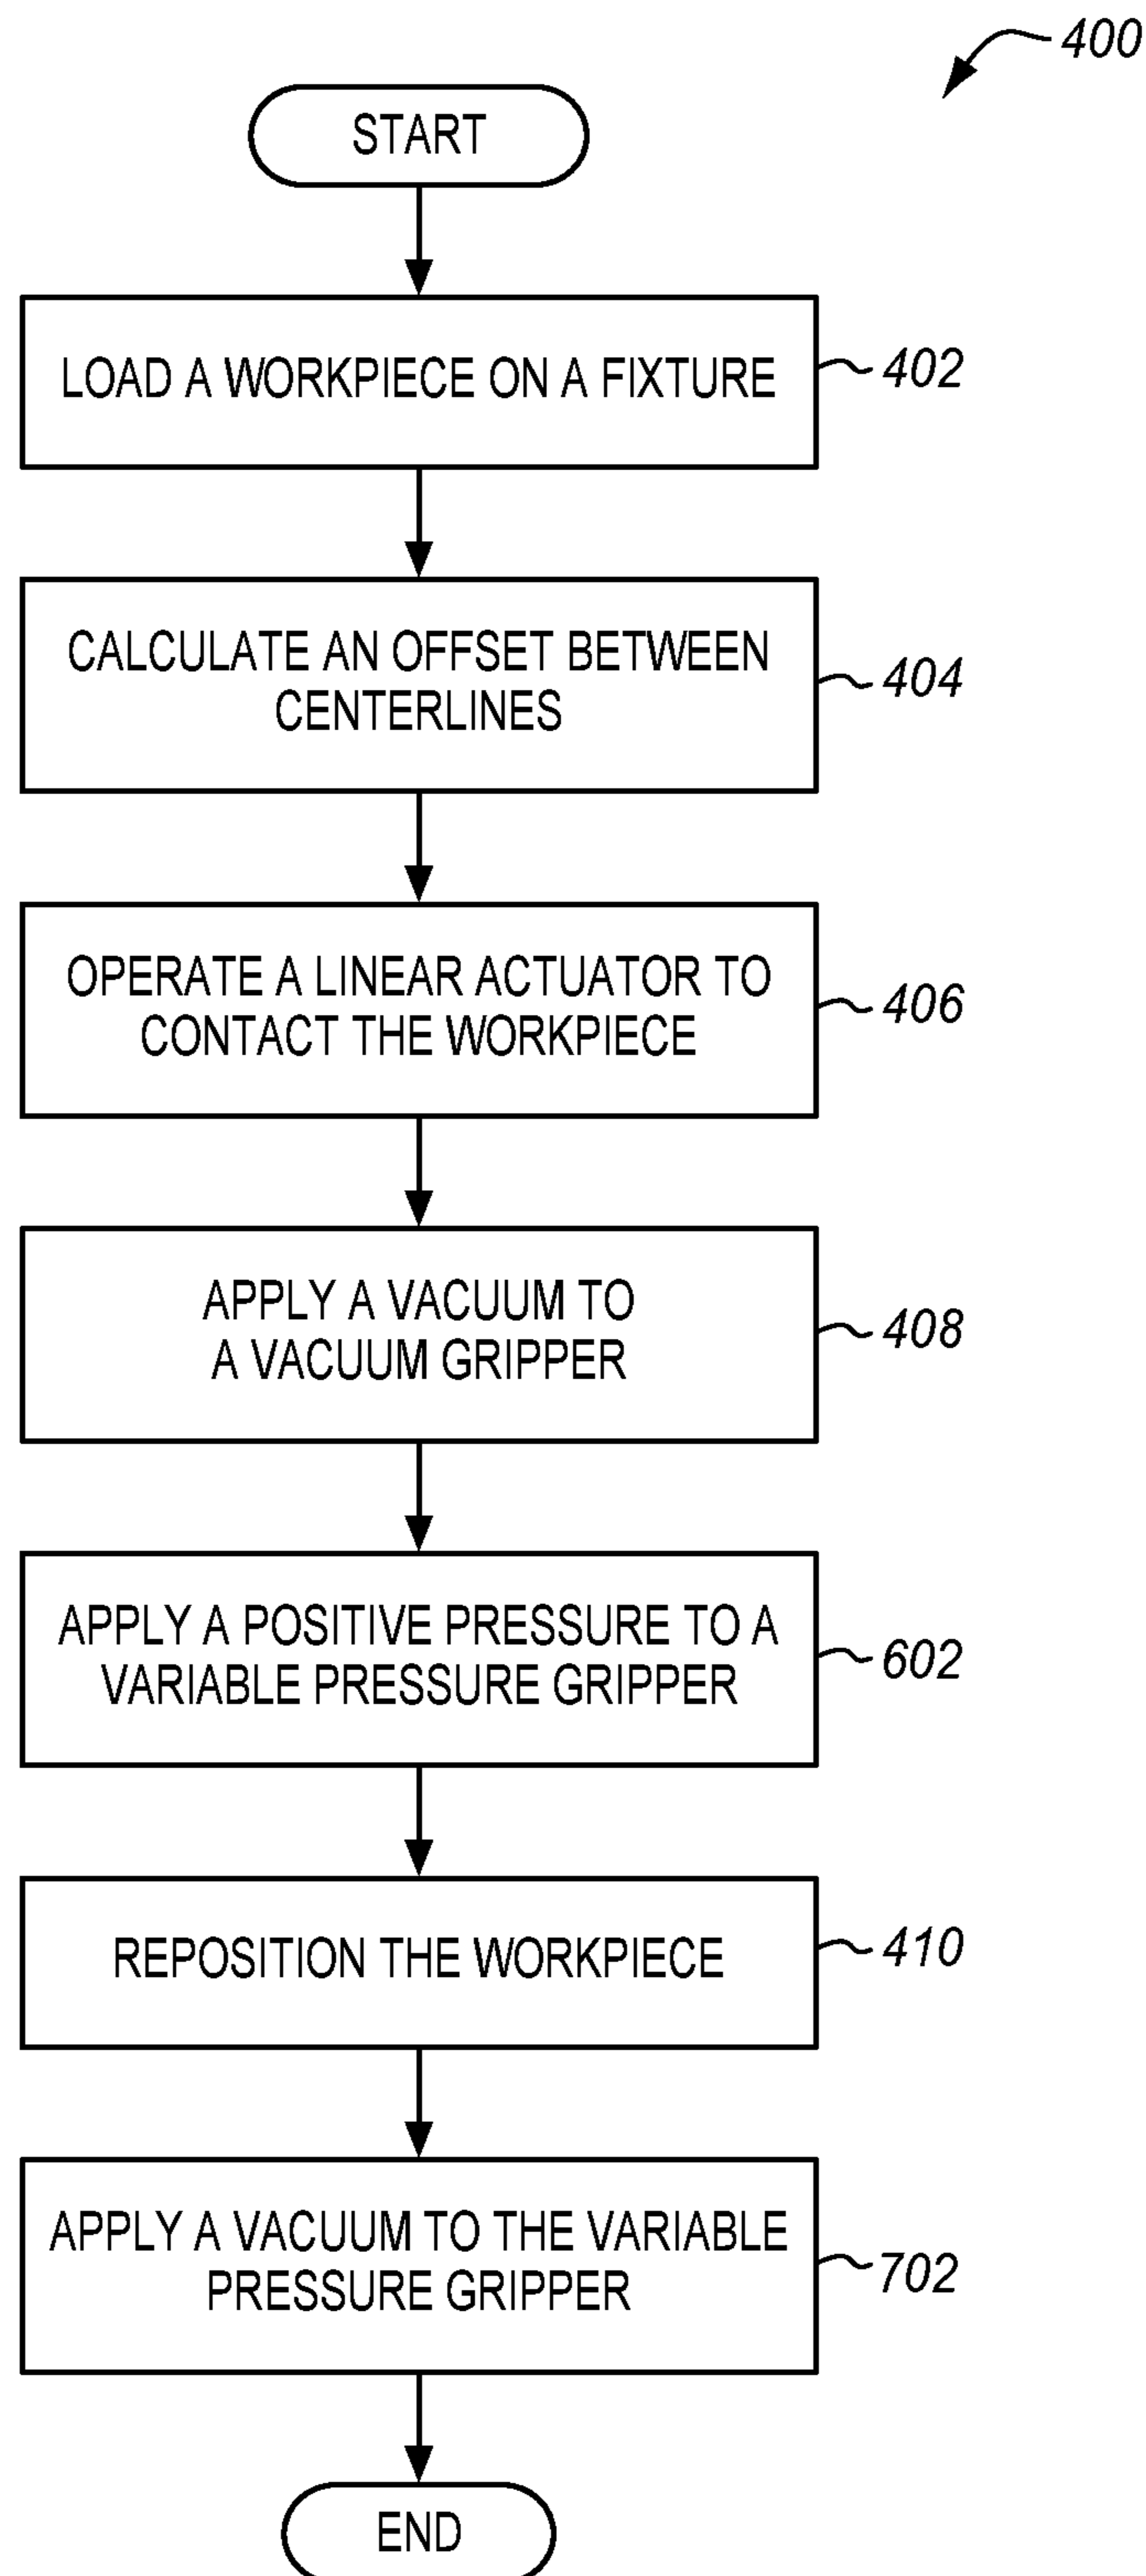 400
START
LOAD A WORKPIECE ON A FIXTURE
402
CALCULATE AN OFFSET BETWEEN
CENTERLINES
404
OPERATE A LINEAR ACTUATOR TO
CONTACT THE WORKPIECE
406
APPLY A VACUUM TO
A VACUUM GRIPPER
408
APPLY A POSITIVE PRESSURE TO A
VARIABLE PRESSURE GRIPPER
602
REPOSITION THE WORKPIECE
410
APPLY A VACUUM TO THE VARIABLE
PRESSURE GRIPPER
702
END